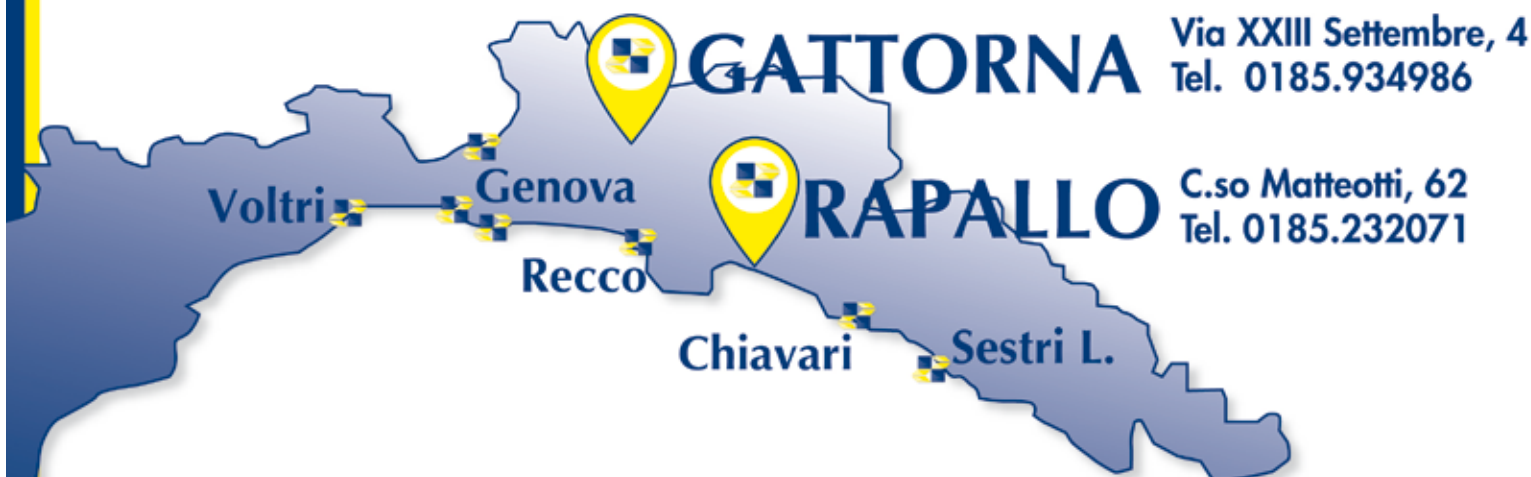 GATTORNA
Via XXIII Settembre, 4
Tel. 0185.934986
RAPALLO
C.so Matteotti, 62
Tel. 0185.232071
Voltri
Genova
Recco
Chiavari
Sestri L.